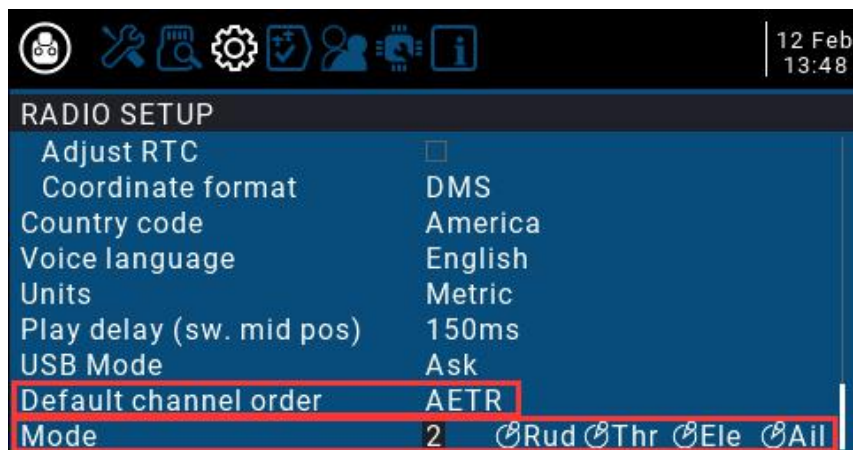 12 Feb
13:48
RADIO SETUP
Adjust RTC
Coordinate format DMS
Country code America
Voice language English
Units Metric
Play delay (sw. mid pos) 150ms
USB Mode Ask
Default channel order AETR
Mode 2 Rud Thr Ele Ail